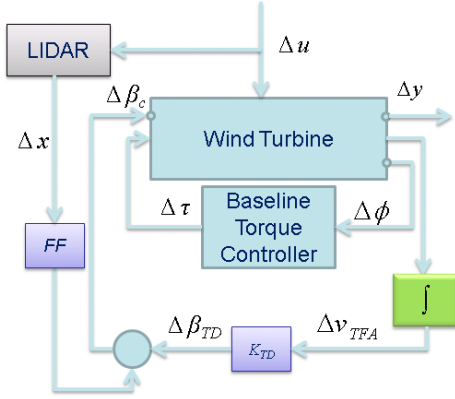 LIDAR
Δu
Δβc
Δy
Δx
Wind Turbine
Δτ
Baseline
Torque
Controller
Δϕ
FF
∫
ΔβTD
KTD
ΔvTFA